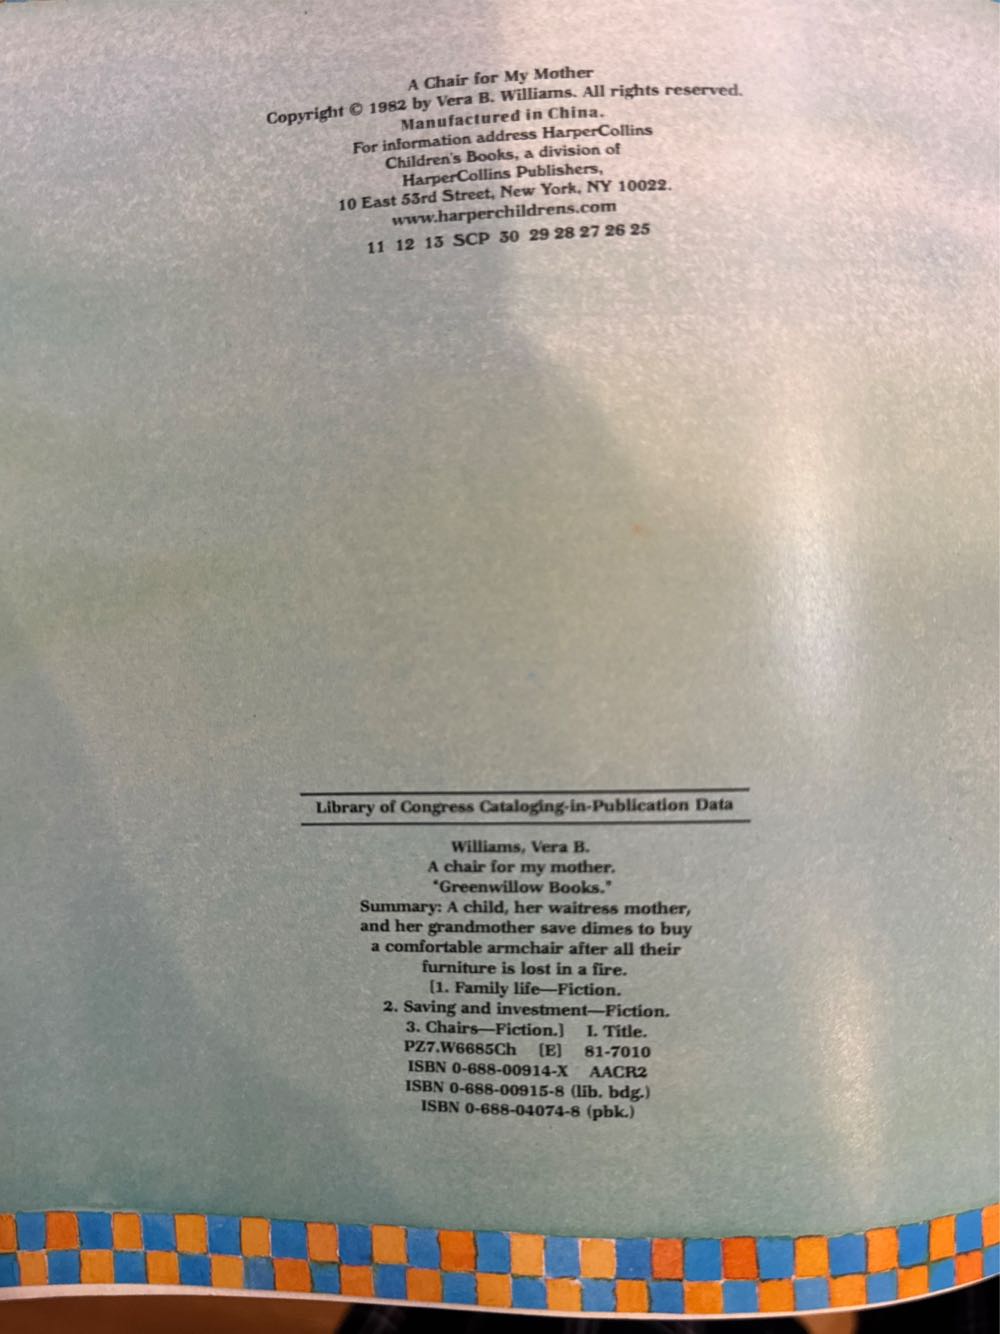 A Chair for My Mother
Copyright © 1982 by Vera B. Williams. All rights reserved.
Manufactured in China.
For information address HarperCollins
Children's Books, a division of
HarperCollins Publishers,
10 East 53rd Street, New York, NY 10022.
www.harperchildrens.com
11 12 13 SCP 30 29 28 27 26 25
Library of Congress Cataloging-in-Publication Data
Williams, Vera B.
A chair for my mother.
"Greenwillow Books."
Summary: A child, her waitress mother,
and her grandmother save dimes to buy
a comfortable armchair after all their
furniture is lost in a fire.
[1. Family life—Fiction.
2. Saving and investment—Fiction.
3. Chairs—Fiction.] I. Title.
PZ7.W6685Ch [E] 81-7010
ISBN 0-688-00914-X AACR2
ISBN 0-688-00915-8 (lib. bdg.)
ISBN 0-688-04074-8 (pbk.)